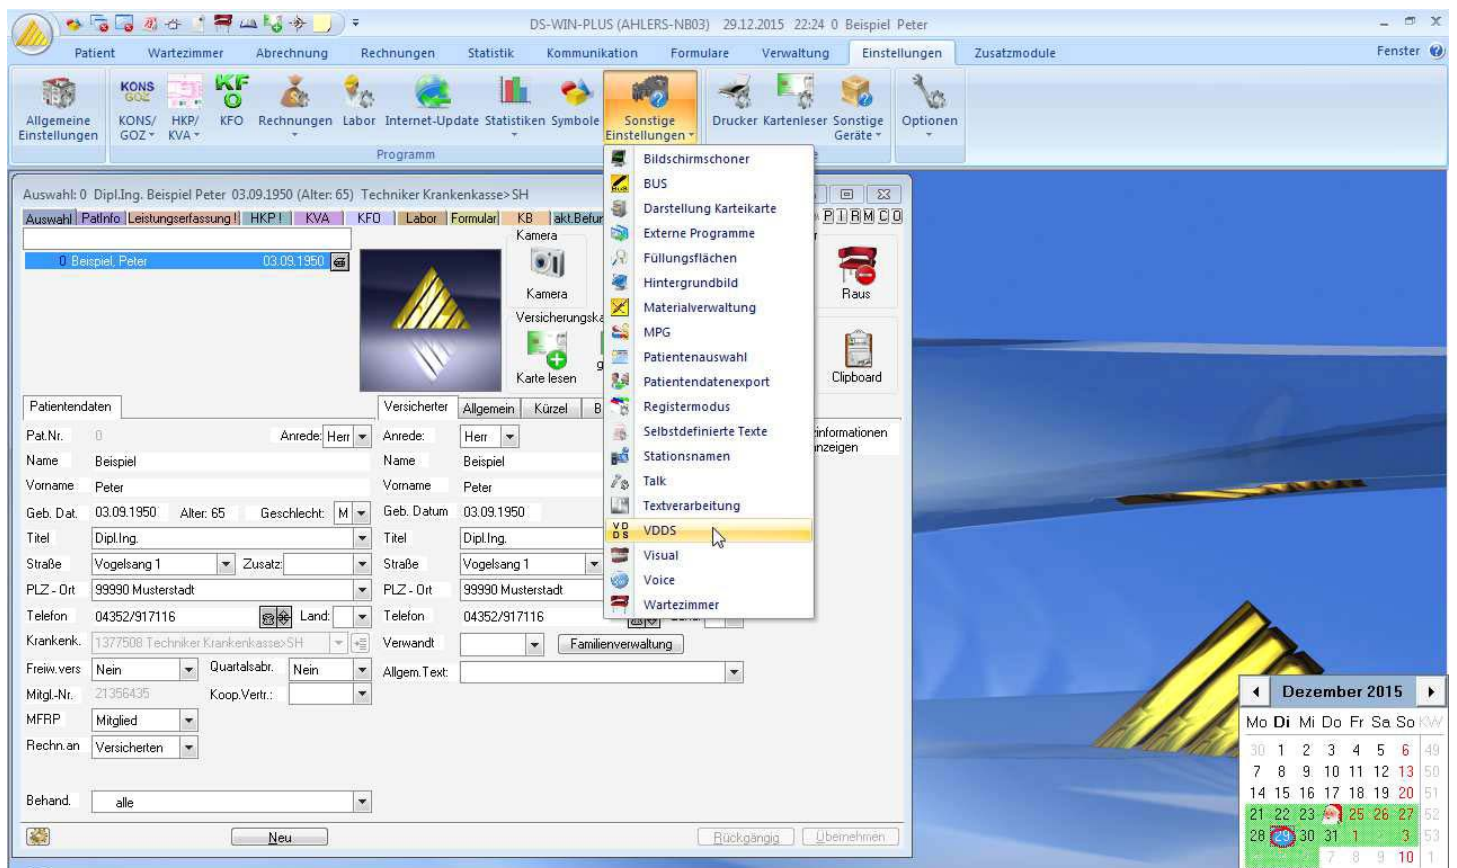 DS-WIN-PLUS (AHLERS-NB03) 29.12.2015 22:24 0 Beispiel Peter
Patient Wartezimmer Abrechnung Rechnungen Statistik Kommunikation Formulare Verwaltung Einstellungen Zusatzmodule Fenster
KONS GOZ KFO
Allgemeine Einstellungen KONS/ GOZ HKP/ KVA KFO Rechnungen Labor Internet-Update Statistiken Symbole Sonstige Einstellungen Drucker Kartenleser Sonstige Geräte Optionen
Programm
Bildschirmschoner
BUS
Darstellung Karteikarte
Externe Programme
Füllungsflächen
Hintergrundbild
Materialverwaltung
MPG
Patientenauswahl
Patientendatenexport
Registermodus
Selbstdefinierte Texte
Stationsnamen
Talk
Textverarbeitung
VDDS VDDS
Visual
Voice
Wartezimmer
Auswahl: 0 Dipl.Ing. Beispiel Peter 03.09.1950 (Alter: 65) Techniker Krankenkasse>SH
Auswahl PatInfo Leistungserfassung! HKP! KVA KFO Labor Formular KB akt.Befur P I R M C O
0 Beispiel, Peter 03.09.1950
Kamera
Kamera
Raus
Versicherungska
Karte lesen
Clipboard
Patientendaten
Versicherter Allgemein Kürzel B
Pat.Nr. 0 Anrede: Herr
Name Beispiel
Vorname Peter
Geb. Dat. 03.09.1950 Alter: 65 Geschlecht: M
Titel Dipl.Ing.
Straße Vogelsang 1 Zusatz:
PLZ - Ort 99990 Musterstadt
Telefon 04352/917116 Land:
Krankenk. 1377508 Techniker Krankenkasse>SH
Freiw.vers Nein Quartalsabr. Nein
Mitgl.-Nr. 21356435 Koop.Vertr.:
MFRP Mitglied
Rechn.an Versicherten
Behand. alle
Anrede: Herr
Name Beispiel
Vorname Peter
Geb. Datum 03.09.1950
Titel Dipl.Ing.
Straße Vogelsang 1
PLZ - Ort 99990 Musterstadt
Telefon 04352/917116
Verwandt Familienverwaltung
Allgem.Text:
zinformationen
anzeigen
Neu Rückgängig Übernehmen
Dezember 2015
Mo Di Mi Do Fr Sa So KW
30 1 2 3 4 5 6 49
7 8 9 10 11 12 13 50
14 15 16 17 18 19 20 51
21 22 23 25 26 27 52
28 29 30 31 1 3 53
7 8 9 10 1